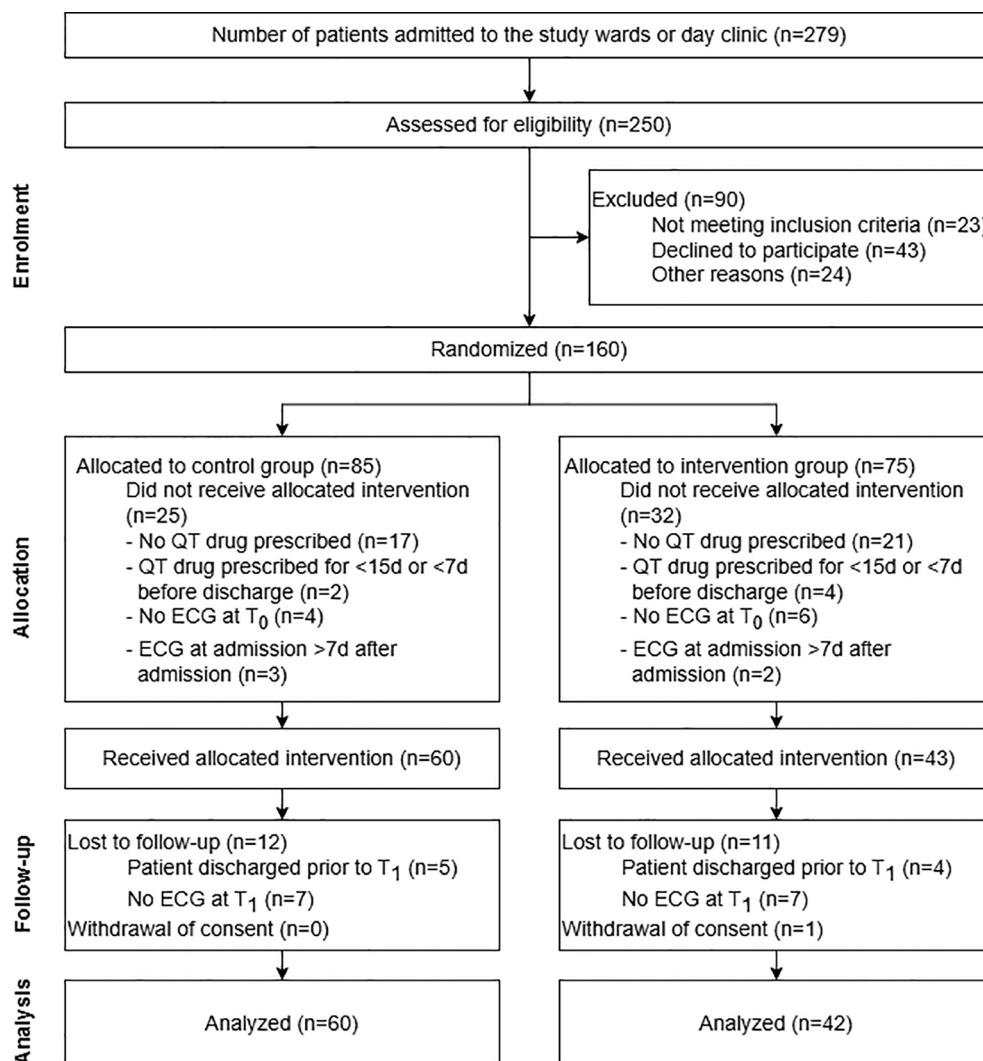 Number of patients admitted to the study wards or day clinic (n=279)
Assessed for eligibility (n=250)
Enrolment
Excluded (n=90)
Not meeting inclusion criteria (n=23)
Declined to participate (n=43)
Other reasons (n=24)
Randomized (n=160)
Allocation
Allocated to control group (n=85)
Did not receive allocated intervention
(n=25)
- No QT drug prescribed (n=17)
- QT drug prescribed for <15d or <7d
before discharge (n=2)
- No ECG at T0 (n=4)
- ECG at admission >7d after
admission (n=3)
Allocated to intervention group (n=75)
Did not receive allocated intervention
(n=32)
- No QT drug prescribed (n=21)
- QT drug prescribed for <15d or <7d
before discharge (n=4)
- No ECG at T0 (n=6)
- ECG at admission >7d after
admission (n=2)
Received allocated intervention (n=60)
Received allocated intervention (n=43)
Follow-up
Lost to follow-up (n=12)
Patient discharged prior to T1 (n=5)
No ECG at T1 (n=7)
Withdrawal of consent (n=0)
Lost to follow-up (n=11)
Patient discharged prior to T1 (n=4)
No ECG at T1 (n=7)
Withdrawal of consent (n=1)
Analysis
Analyzed (n=60)
Analyzed (n=42)